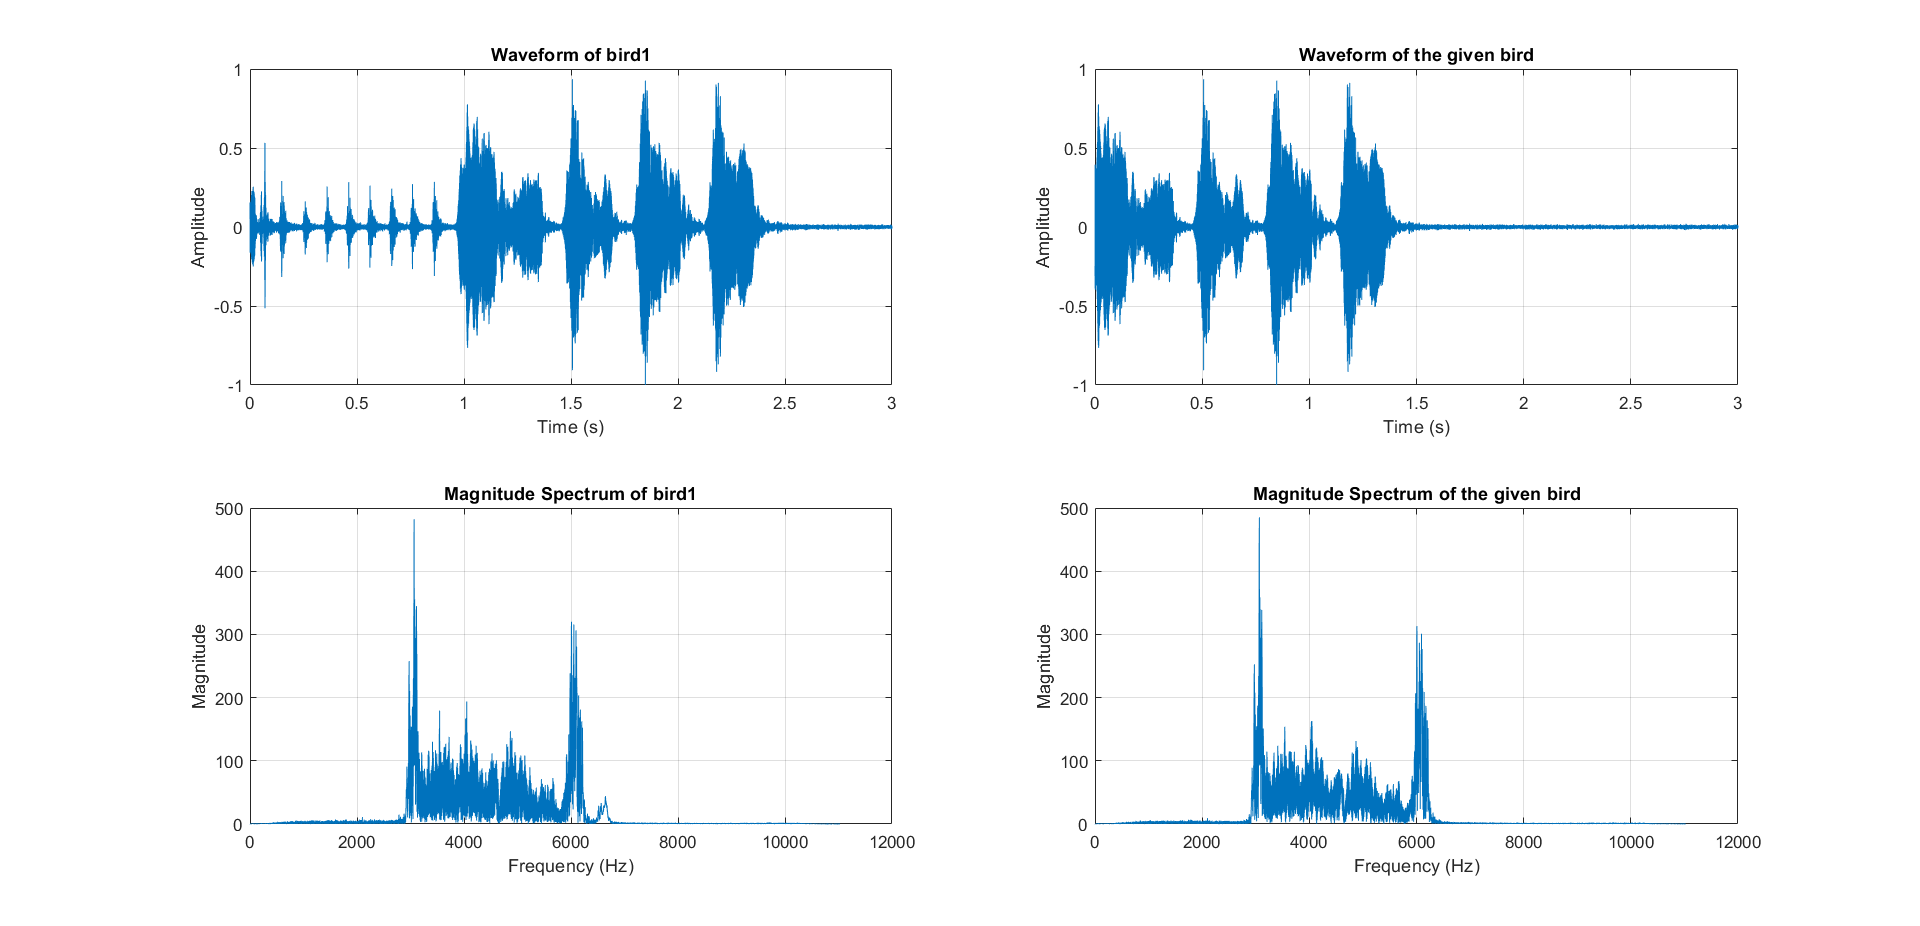 Waveform of bird1
1
0.5
0
-0.5
-1
Amplitude
0 0.5 1 1.5 2 2.5 3
Time (s)
Waveform of the given bird
1
0.5
0
-0.5
-1
Amplitude
0 0.5 1 1.5 2 2.5 3
Time (s)
Magnitude Spectrum of bird1
500
400
300
200
100
0
Magnitude
0 2000 4000 6000 8000 10000 12000
Frequency (Hz)
Magnitude Spectrum of the given bird
500
400
300
200
100
0
Magnitude
0 2000 4000 6000 8000 10000 12000
Frequency (Hz)